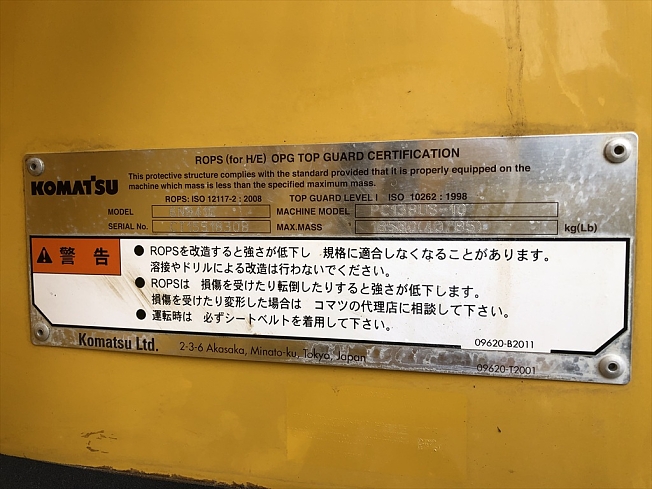 ROPS (for H/E) OPG TOP GUARD CERTIFICATION
KOMATSU
This protective structure complies with the standard provided that it is properly equipped on the
machine which mass is less than the specified maximum mass.
ROPS: ISO 12117-2 : 2008 TOP GUARD LEVEL I ISO 10262 : 1998
MODEL MACHINE MODEL PC138US-10
SERIAL No. MAX.MASS kg(Lb)
警告
● ROPSを改造すると強さが低下し 規格に適合しなくなることがあります。
溶接やドリルによる改造は行わないでください。
● ROPSは 損傷を受けたり転倒したりすると強さが低下します。
損傷を受けたり変形した場合は コマツの代理店に相談して下さい。
● 運転時は 必ずシートベルトを着用して下さい。
09620-B2011
Komatsu Ltd. 2-3-6 Akasaka, Minato-ku, Tokyo, Japan
09620-T2001